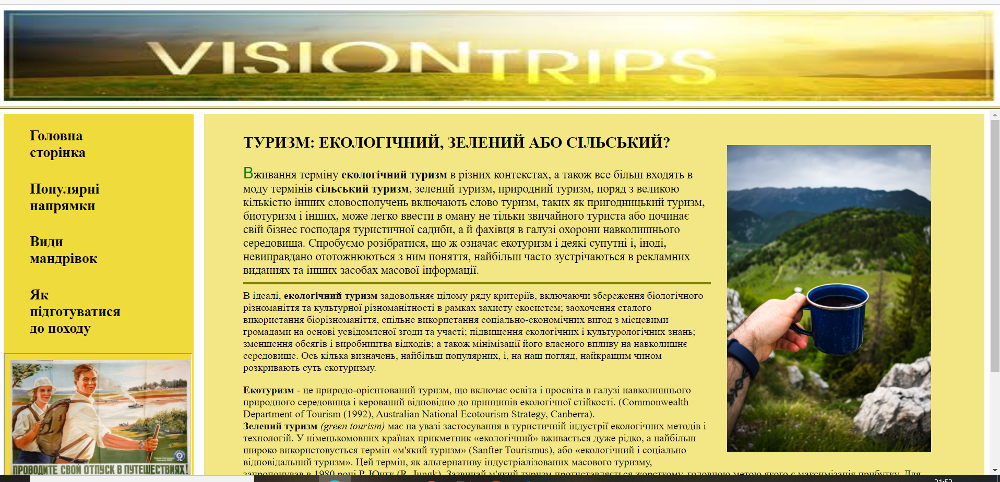 VISIONTRIPS
Головна
сторінка
Популярні
напрямки
Види
мандрівок
Як
підготуватися
до походу
ПРОВОДИТЕ СВОЙ ОТПУСК В ПУТЕШЕСТВИЯХ!
ТУРИЗМ: ЕКОЛОГІЧНИЙ, ЗЕЛЕНИЙ АБО СІЛЬСЬКИЙ?
Вживання терміну екологічний туризм в різних контекстах, а також все більш входять в
моду термінів сільський туризм, зелений туризм, природний туризм, поряд з великою
кількістю інших словосполучень включають слово туризм, таких як пригодницький туризм,
биотуризм і інших, може легко ввести в оману не тільки звичайного туриста або починає
свій бізнес господаря туристичної садиби, а й фахівця в галузі охорони навколишнього
середовища. Спробуємо розібратися, що ж означає екотуризм і деякі супутні і, іноді,
невиправдано ототожнюються з ним поняття, найбільш часто зустрічаються в рекламних
виданнях та інших засобах масової інформації.
В ідеалі, екологічний туризм задовольняє цілому ряду критеріїв, включаючи збереження біологічного
різноманіття та культурної різноманітності в рамках захисту екосистем; заохочення сталого
використання біорізноманіття, спільне використання соціально-економічних вигод з місцевими
громадами на основі усвідомленої згоди та участі; підвищення екологічних і культурологічних знань;
зменшення обсягів і виробництва відходів; а також мінімізації його власного впливу на навколишнє
середовище. Ось кілька визначень, найбільш популярних, і, на наш погляд, найкращим чином
розкривають суть екотуризму.
Екотуризм - це природо-орієнтований туризм, що включає освіта і просвіта в галузі навколишнього
природного середовища і керований відповідно до принципів екологічної стійкості. (Commonwealth
Department of Tourism (1992), Australian National Ecotourism Strategy, Canberra).
Зелений туризм (green tourism) має на увазі застосування в туристичній індустрії екологічних методів і
технологій. У німецькомовних країнах прикметник «екологічний» вживається дуже рідко, а найбільш
широко використовується термін «м'який туризм» (Sanfter Tourismus), або «екологічний і соціально
відповідальний туризм». Цей термін, як альтернативу індустріалізованих масового туризму,
запропонував в 1980 році Р. Юнгк (R. Jungk). Зазвичай м'який туризм протиставляється жорсткому, головною метою якого є максимізація прибутку. Для